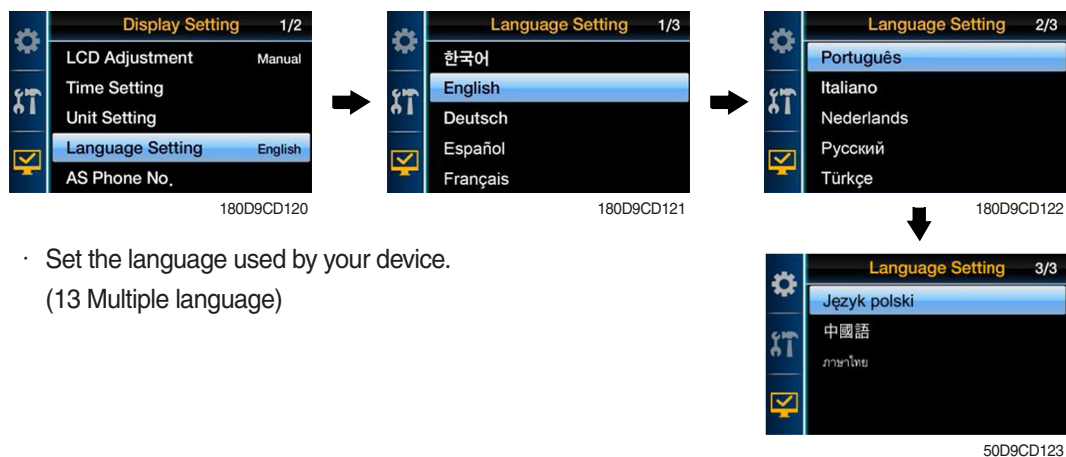 Display Setting 1/2
LCD Adjustment Manual
Time Setting
Unit Setting
Language Setting English
AS Phone No.
180D9CD120
Language Setting 1/3
한국어
English
Deutsch
Español
Français
180D9CD121
Language Setting 2/3
Português
Italiano
Nederlands
Русский
Türkçe
180D9CD122
· Set the language used by your device.
(13 Multiple language)
Language Setting 3/3
Język polski
中國語
ภาษาไทย
50D9CD123